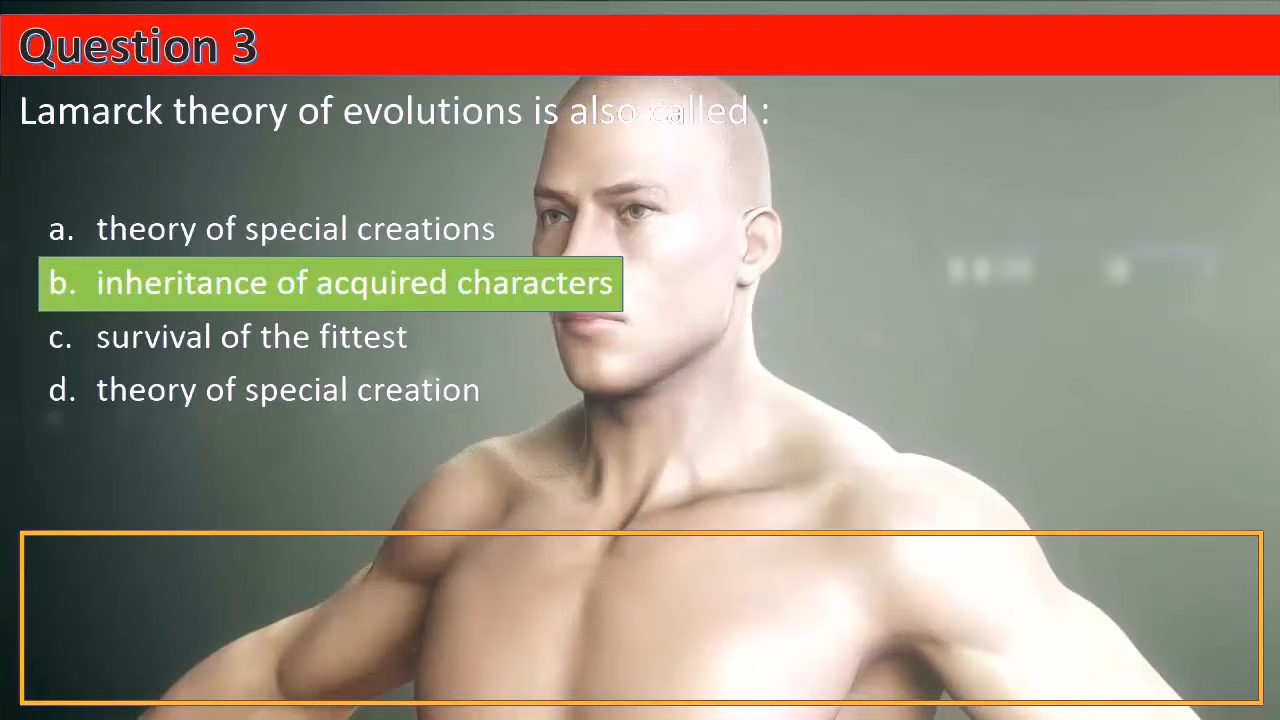 Question 3
Lamarck theory of evolutions is also called :
a. theory of special creations
b. inheritance of acquired characters
c. survival of the fittest
d. theory of special creation